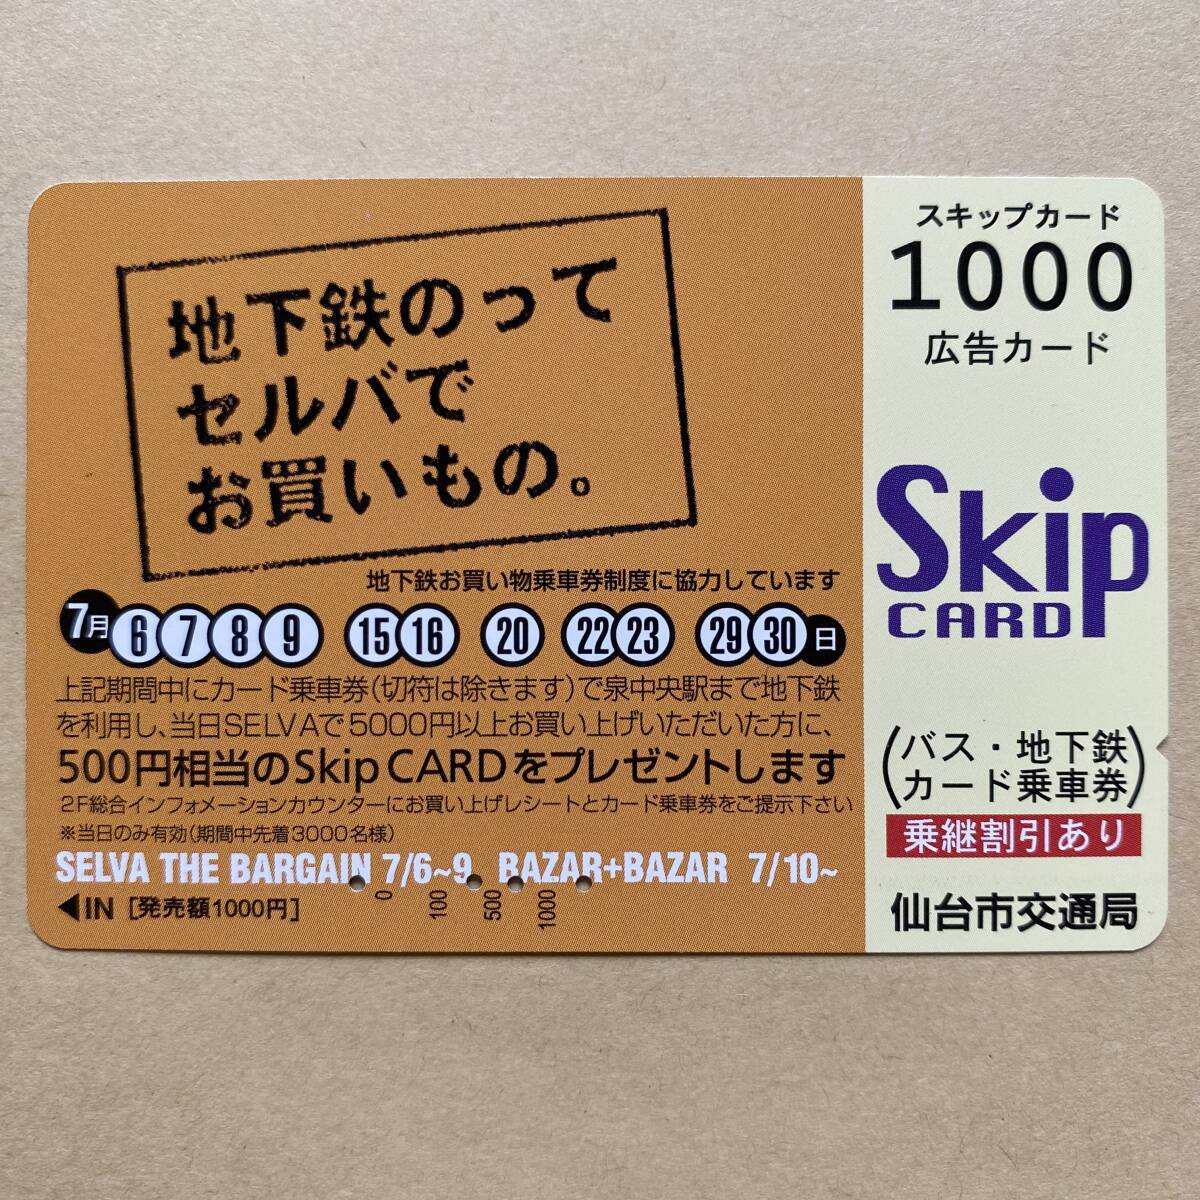 地下鉄のって
セルバで
お買いもの。
地下鉄お買い物乗車券制度に協力しています
7月 6 7 8 9 15 16 20 22 23 29 30 日
上記期間中にカード乗車券(切符は除きます)で泉中央駅まで地下鉄
を利用し、当日SELVAで5000円以上お買い上げいただいた方に、
500円相当のSkip CARDをプレゼントします
2F総合インフォメーションカウンターにお買い上げレシートとカード乗車券をご提示下さい
※当日のみ有効(期間中先着3000名様)
SELVA THE BARGAIN 7/6~9 BAZAR+BAZAR 7/10~
◀IN [発売額1000円]
0 100 500 1000
スキップカード
1000
広告カード
Skip
CARD
(バス・地下鉄
カード乗車券)
乗継割引あり
仙台市交通局